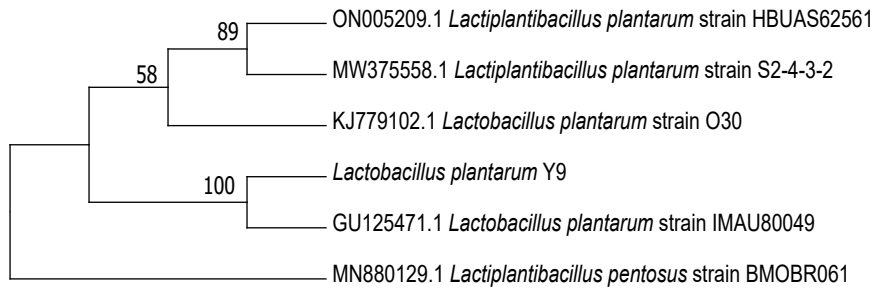 ON005209.1 Lactiplantibacillus plantarum strain HBUAS62561
89
MW375558.1 Lactiplantibacillus plantarum strain S2-4-3-2
58
KJ779102.1 Lactobacillus plantarum strain O30
Lactobacillus plantarum Y9
100
GU125471.1 Lactobacillus plantarum strain IMAU80049
MN880129.1 Lactiplantibacillus pentosus strain BMOBR061